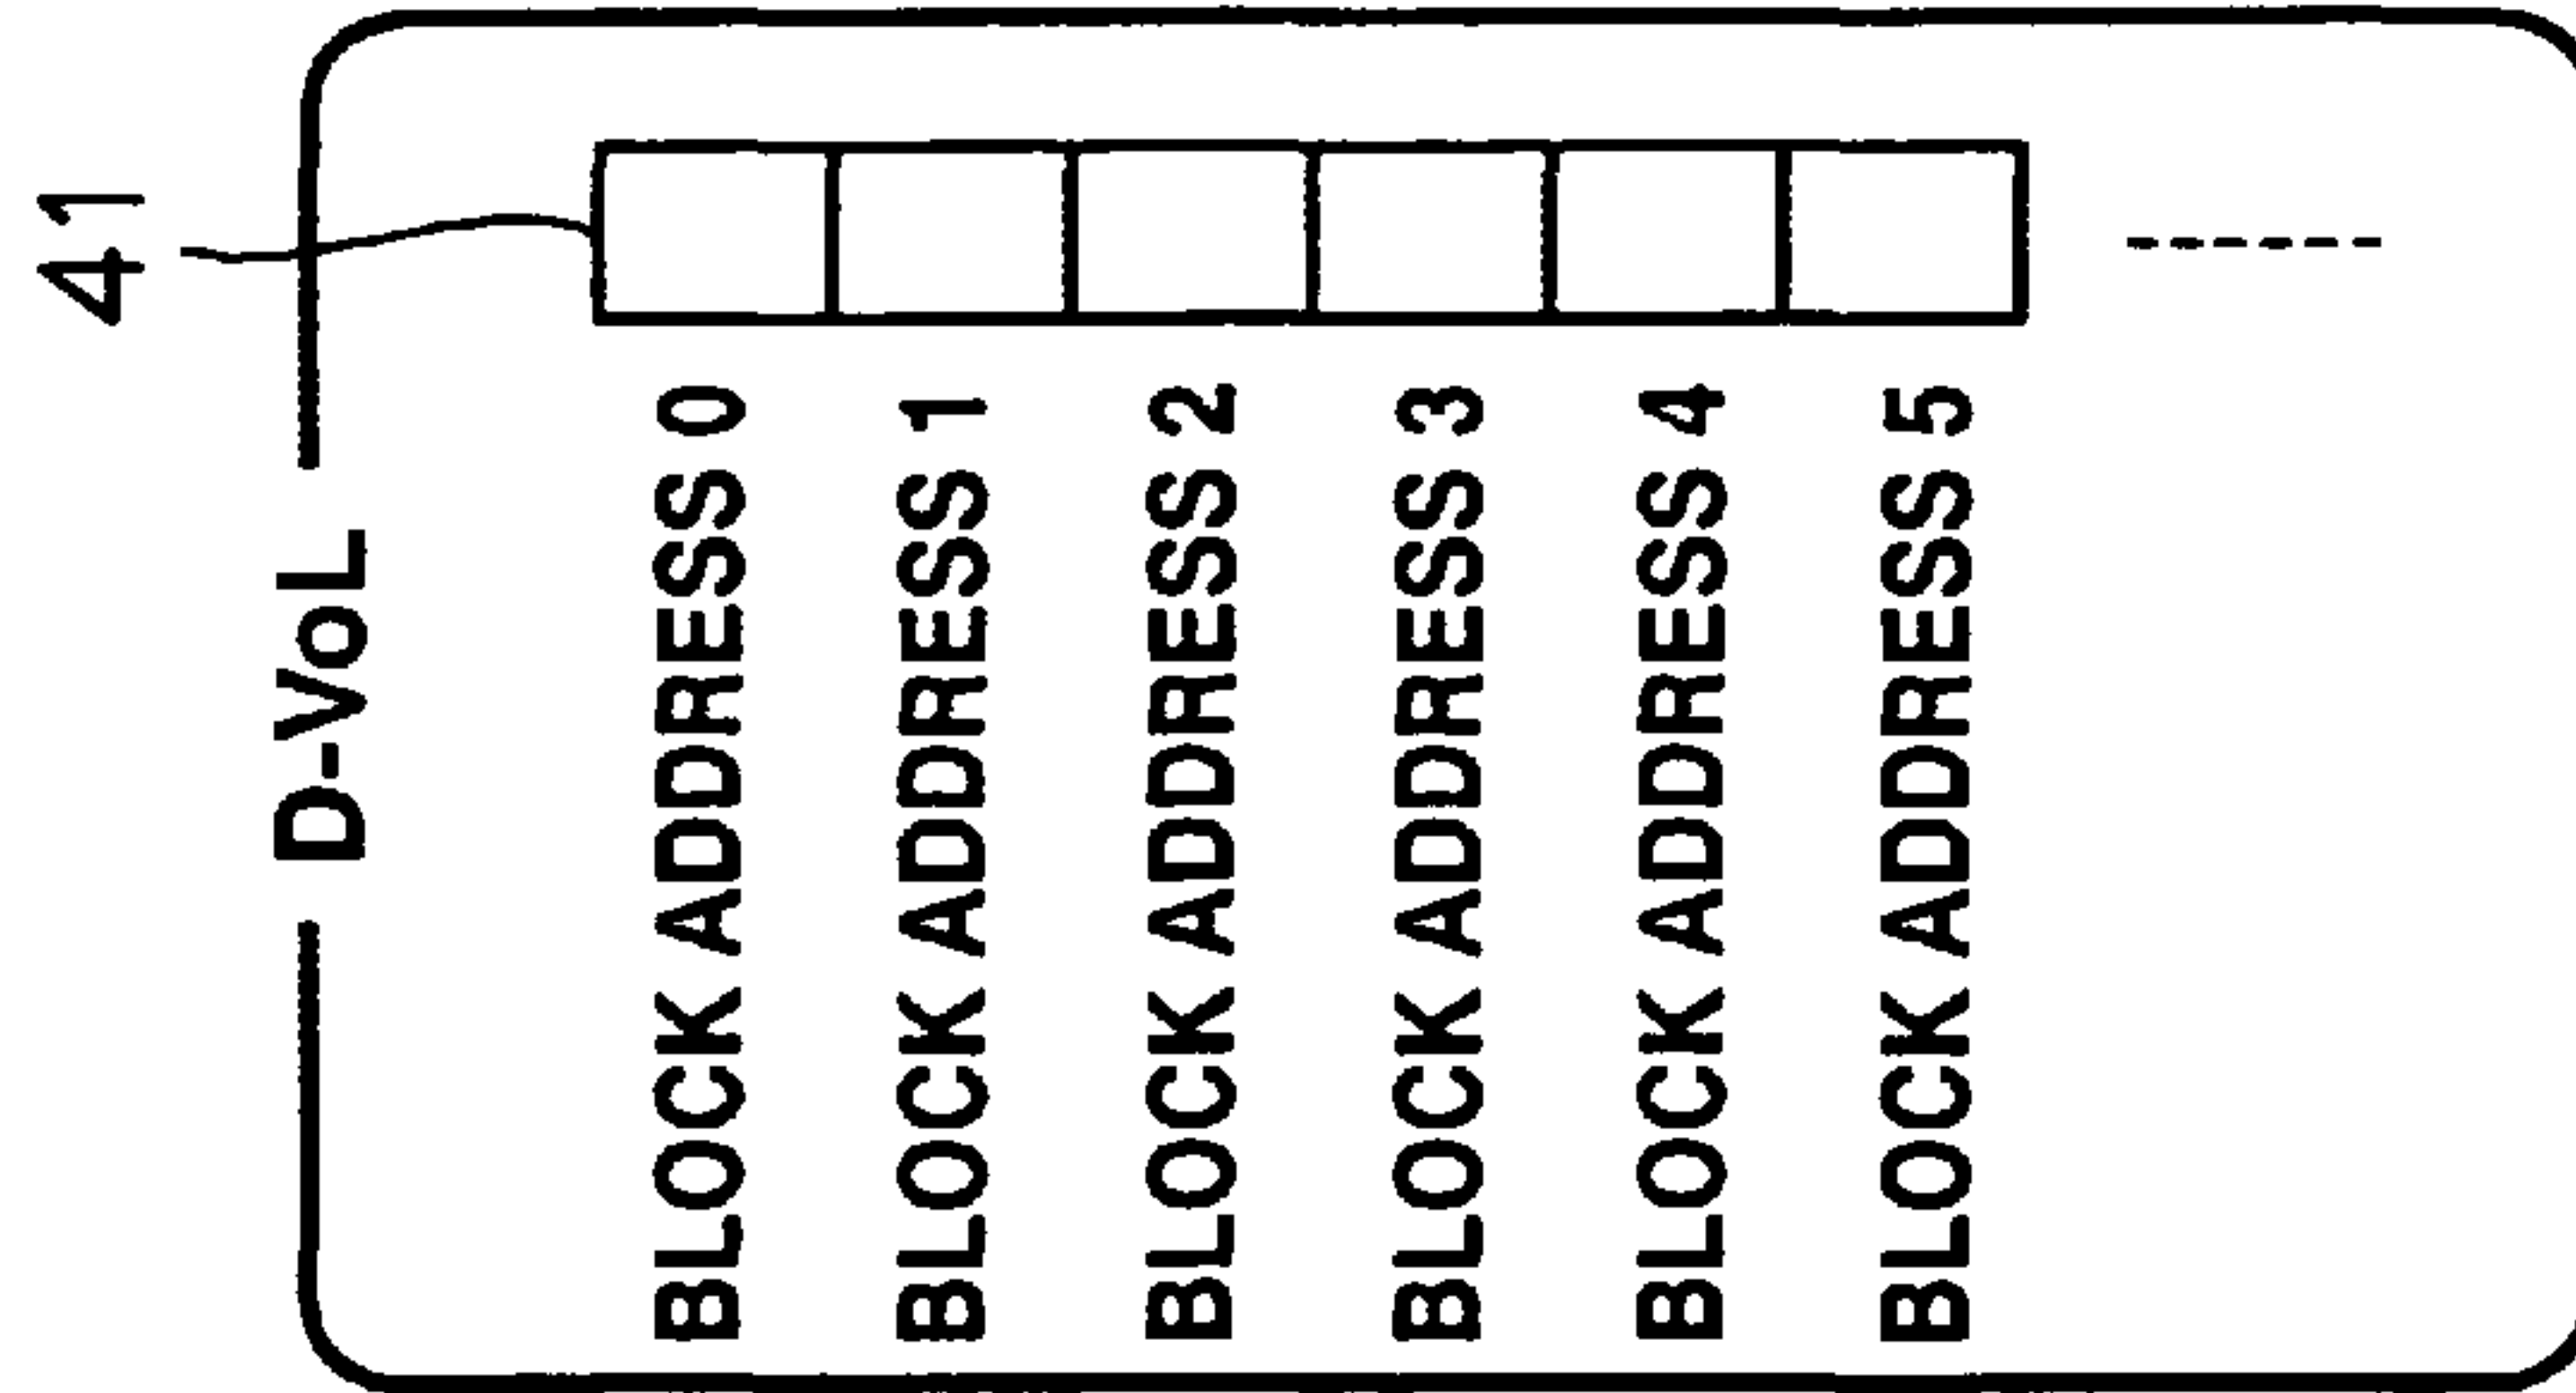 41
D-VoL
BLOCK ADDRESS 0
BLOCK ADDRESS 1
BLOCK ADDRESS 2
BLOCK ADDRESS 3
BLOCK ADDRESS 4
BLOCK ADDRESS 5